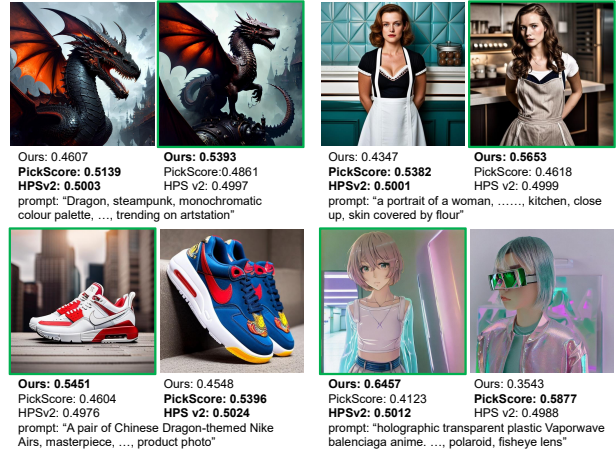 Ours: 0.4607
PickScore: 0.5139
HPSv2: 0.5003
Ours: 0.5393
PickScore:0.4861
HPS v2: 0.4997
prompt: “Dragon, steampunk, monochromatic
colour palette, …, trending on artstation”
Ours: 0.4347
PickScore: 0.5382
HPSv2: 0.5001
Ours: 0.5653
PickScore: 0.4618
HPS v2: 0.4999
prompt: “a portrait of a woman, ……, kitchen, close
up, skin covered by flour”
Ours: 0.5451
PickScore: 0.4604
HPSv2: 0.4976
Ours: 0.4548
PickScore: 0.5396
HPS v2: 0.5024
prompt: “A pair of Chinese Dragon-themed Nike
Airs, masterpiece, …, product photo”
Ours: 0.6457
PickScore: 0.4123
HPSv2: 0.5012
Ours: 0.3543
PickScore: 0.5877
HPS v2: 0.4988
prompt: “holographic transparent plastic Vaporwave
balenciaga anime. …, polaroid, fisheye lens”